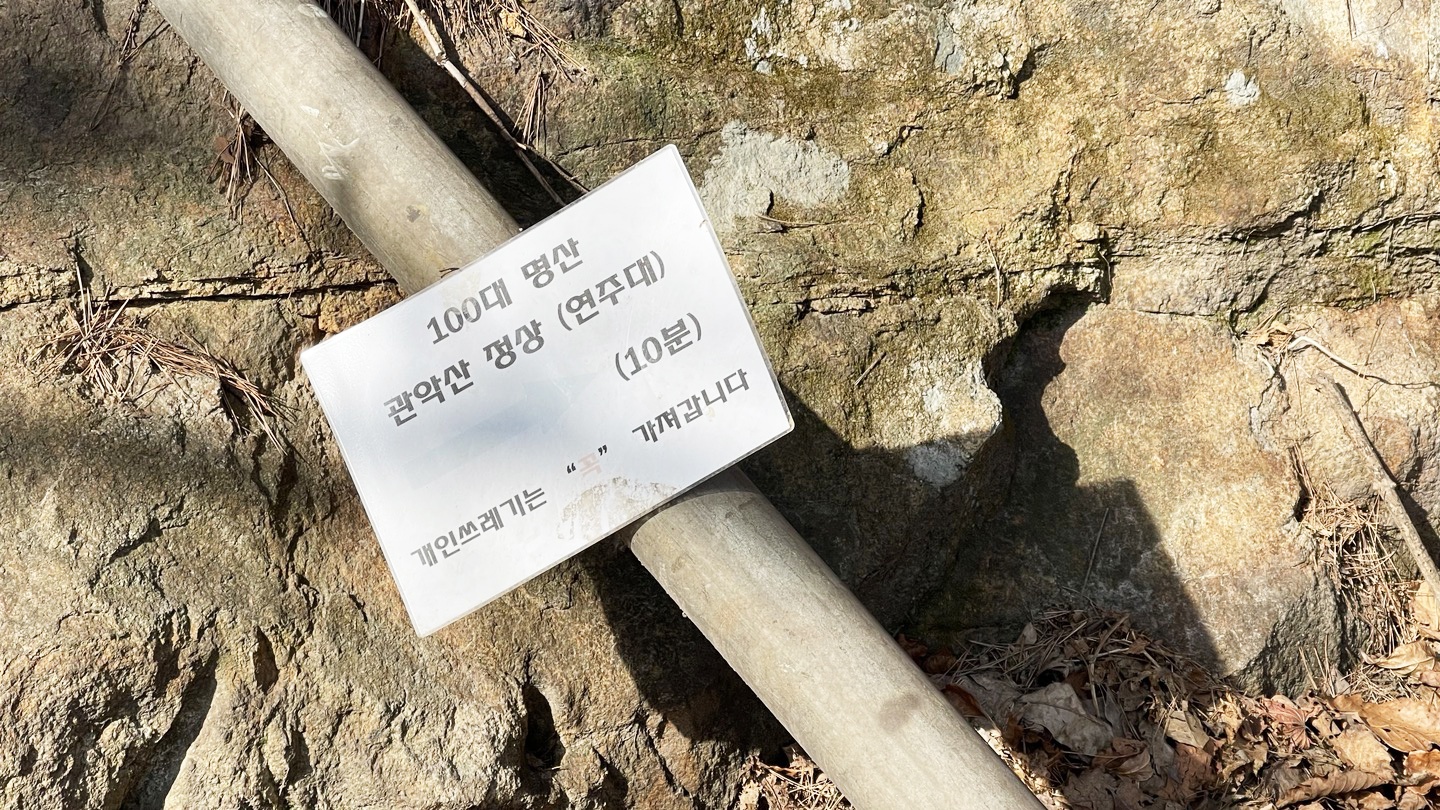 100대 명산
관악산 정상 (연주대)
(10분)
개인쓰레기는 “꼭” 가져갑니다